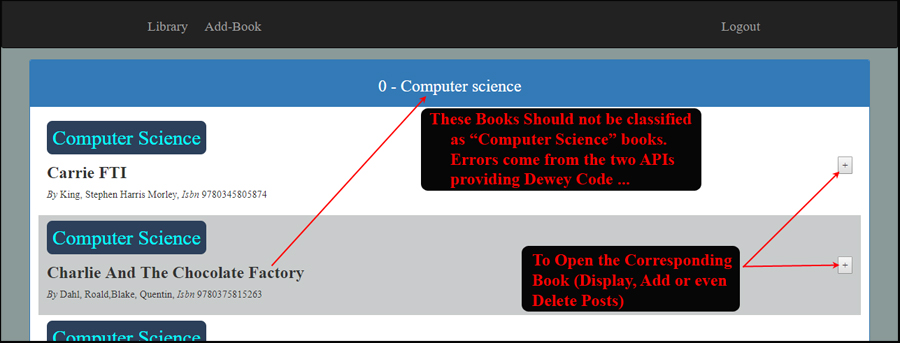 Library Add-Book Logout
0 - Computer science
These Books Should not be classified
as “Computer Science” books.
Errors come from the two APIs
providing Dewey Code ...
Computer Science
Carrie FTI
By King, Stephen Harris Morley, Isbn 9780345805874
+
Computer Science
Charlie And The Chocolate Factory
By Dahl, Roald,Blake, Quentin, Isbn 9780375815263
+
To Open the Corresponding
Book (Display, Add or even
Delete Posts)
Computer Science